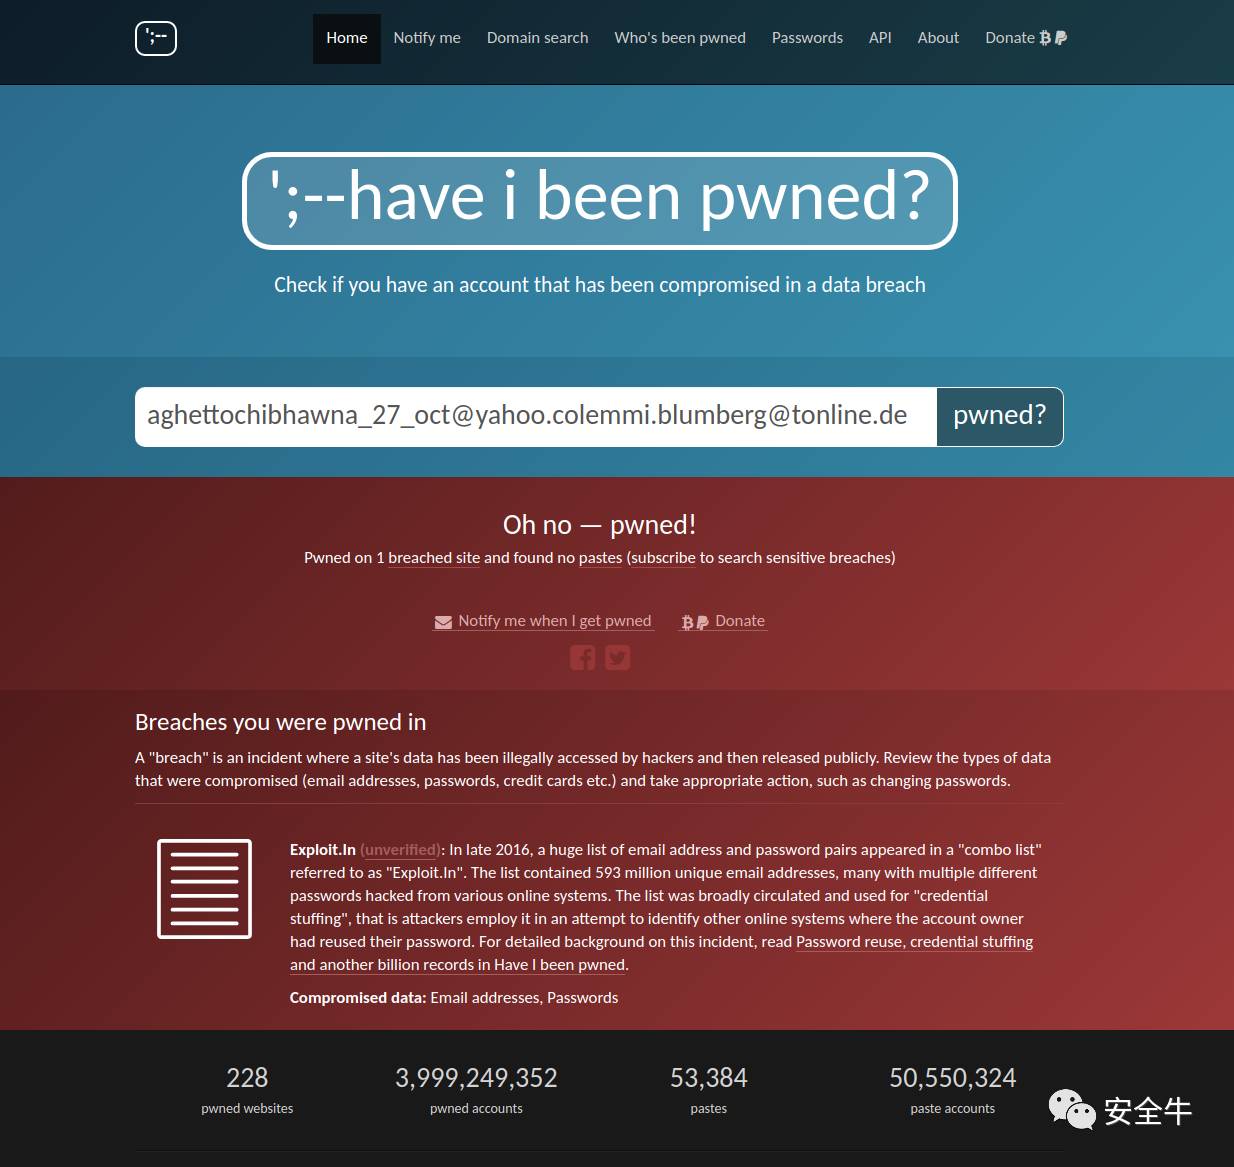 ';--
Home Notify me Domain search Who's been pwned Passwords API About Donate
';--have i been pwned?
Check if you have an account that has been compromised in a data breach
aghettochibhawna_27_oct@yahoo.colemmi.blumberg@tonline.de pwned?
Oh no — pwned!
Pwned on 1 breached site and found no pastes (subscribe to search sensitive breaches)
Notify me when I get pwned Donate
Breaches you were pwned in
A "breach" is an incident where a site's data has been illegally accessed by hackers and then released publicly. Review the types of data
that were compromised (email addresses, passwords, credit cards etc.) and take appropriate action, such as changing passwords.
Exploit.In (unverified): In late 2016, a huge list of email address and password pairs appeared in a "combo list"
referred to as "Exploit.In". The list contained 593 million unique email addresses, many with multiple different
passwords hacked from various online systems. The list was broadly circulated and used for "credential
stuffing", that is attackers employ it in an attempt to identify other online systems where the account owner
had reused their password. For detailed background on this incident, read Password reuse, credential stuffing
and another billion records in Have I been pwned.
Compromised data: Email addresses, Passwords
228 3,999,249,352 53,384 50,550,324
pwned websites pwned accounts pastes paste accounts
安全牛